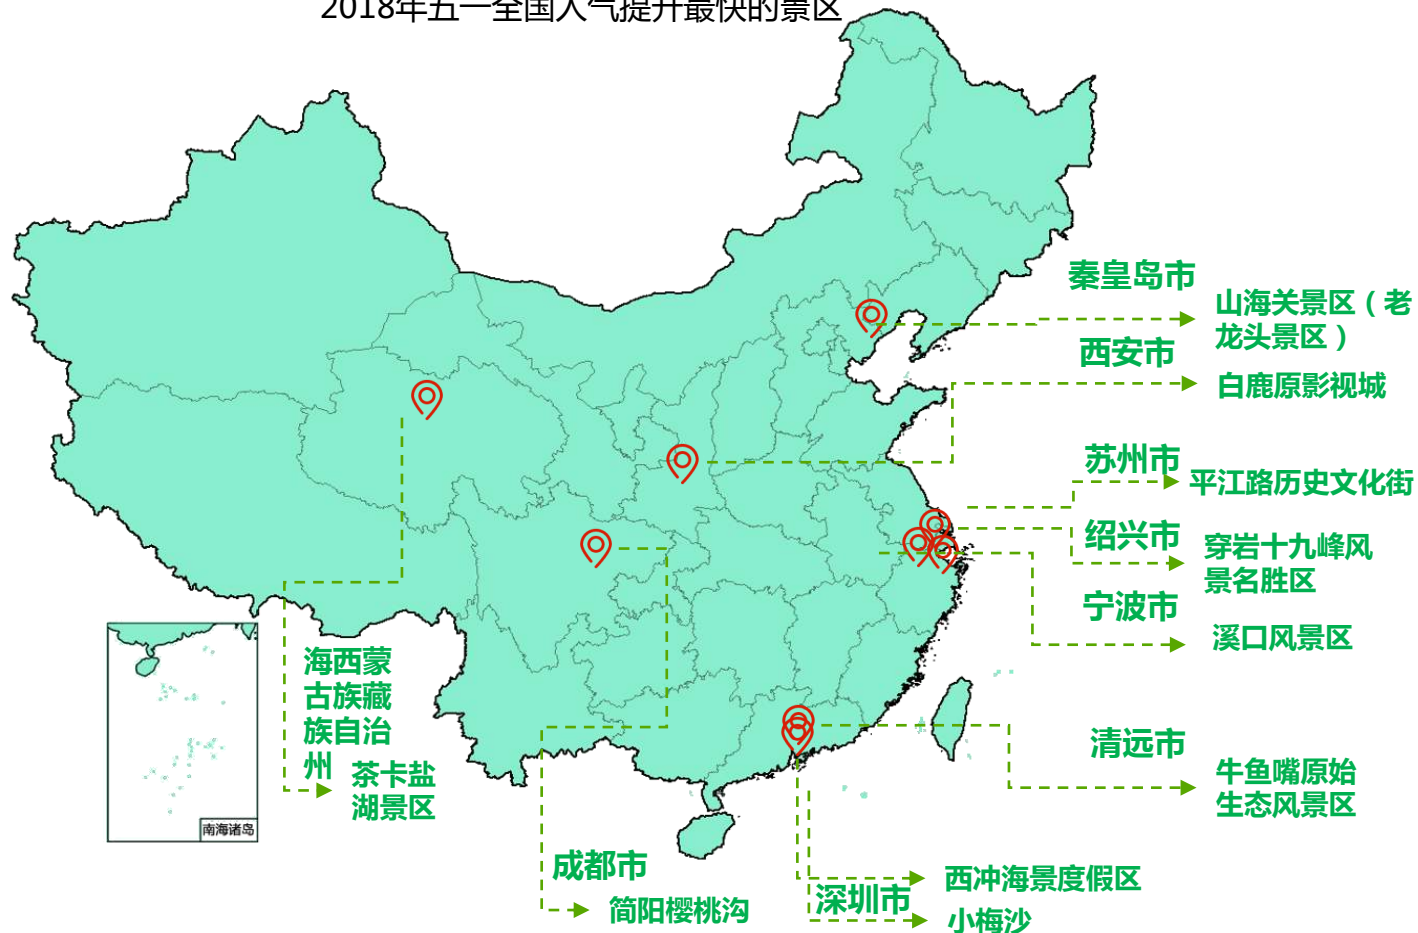 2018年五一全国人气提升最快的景区
秦皇岛市
山海关景区（老
龙头景区）
西安市
白鹿原影视城
苏州市
平江路历史文化街
绍兴市
穿岩十九峰风
景名胜区
宁波市
溪口风景区
清远市
牛鱼嘴原始
生态风景区
海西蒙
古族藏
族自治
州
茶卡盐
湖景区
南海诸岛
成都市
简阳樱桃沟
深圳市
西冲海景度假区
小梅沙